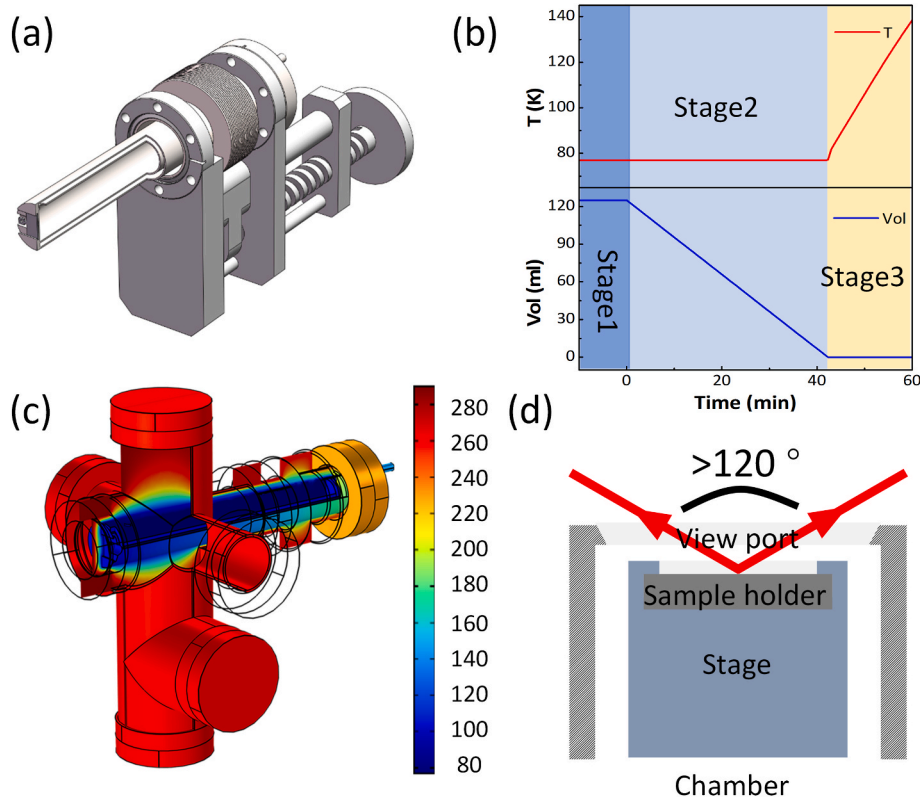 (a)
(b)
140
120
100
80
T (K)
T
Stage2
120
90
60
30
0
Vol (ml)
Vol
Stage1
Stage3
0
20
40
60
Time (min)
(c)
280
260
240
220
200
180
160
140
120
100
80
(d)
>120 °
View port
Sample holder
Stage
Chamber